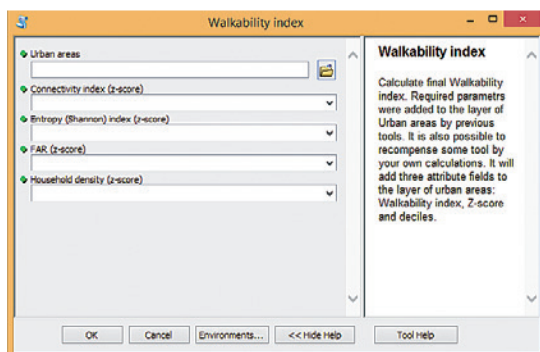 Walkability index
Urban areas
Connectivity index (z-score)
Entropy (Shannon) index (z-score)
FAR (z-score)
Household density (z-score)
Walkability index
Calculate final Walkability
index. Required parametrs
were added to the layer of
Urban areas by previous
tools. It is also possible to
recompense some tool by
your own calculations. It will
add three attribute fields to
the layer of urban areas:
Walkability index, Z-score
and deciles.
OK
Cancel
Environments...
<< Hide Help
Tool Help